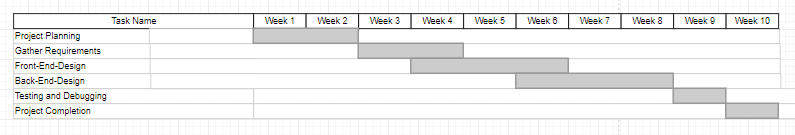 Task Name Week 1 Week 2 Week 3 Week 4 Week 5 Week 6 Week 7 Week 8 Week 9 Week 10
Project Planning
Gather Requirements
Front-End-Design
Back-End-Design
Testing and Debugging
Project Completion